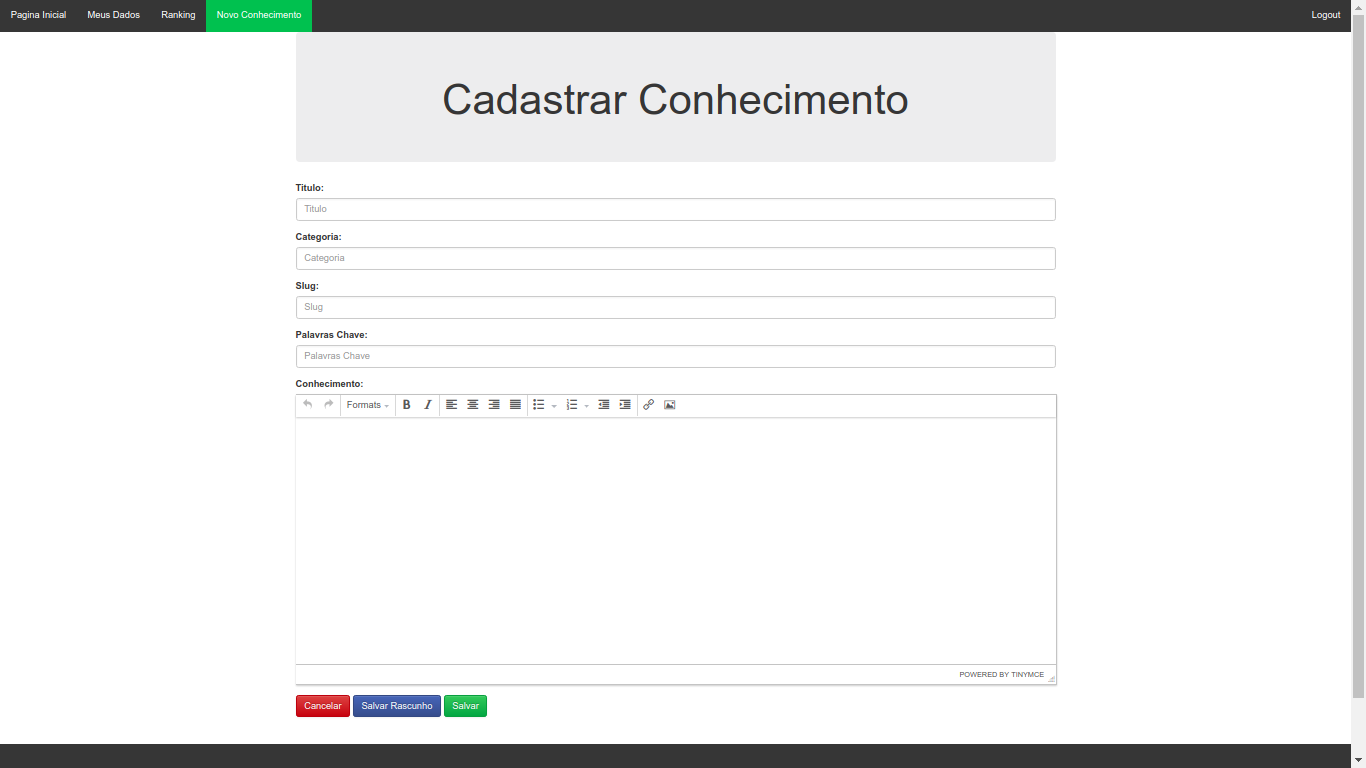 Pagina Inicial Meus Dados Ranking Novo Conhecimento Logout
Cadastrar Conhecimento
Titulo:
Titulo
Categoria:
Categoria
Slug:
Slug
Palavras Chave:
Palavras Chave
Conhecimento:
Formats B I
POWERED BY TINYMCE
Cancelar Salvar Rascunho Salvar